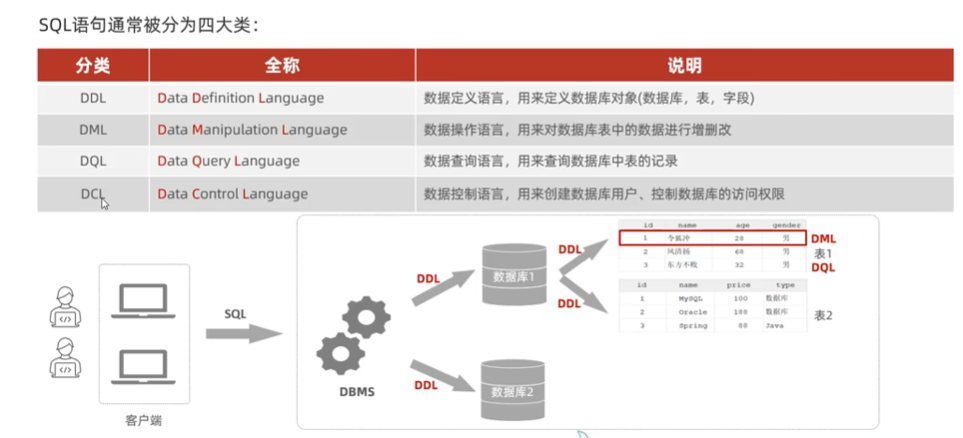 SQL语句通常被分为四大类：
分类 全称 说明
DDL Data Definition Language 数据定义语言，用来定义数据库对象(数据库，表，字段)
DML Data Manipulation Language 数据操作语言，用来对数据库表中的数据进行增删改
DQL Data Query Language 数据查询语言，用来查询数据库中表的记录
DCL Data Control Language 数据控制语言，用来创建数据库用户、控制数据库的访问权限
SQL
客户端
DBMS
DDL
DDL
数据库1
数据库2
DDL
DDL
id name age gender
1 令狐冲 28 男
2 风清扬 68 男
3 东方不败 32 男
DML
表1
DQL
id name price type
1 MySQL 100 数据库
2 Oracle 188 数据库
3 Spring 88 Java
表2